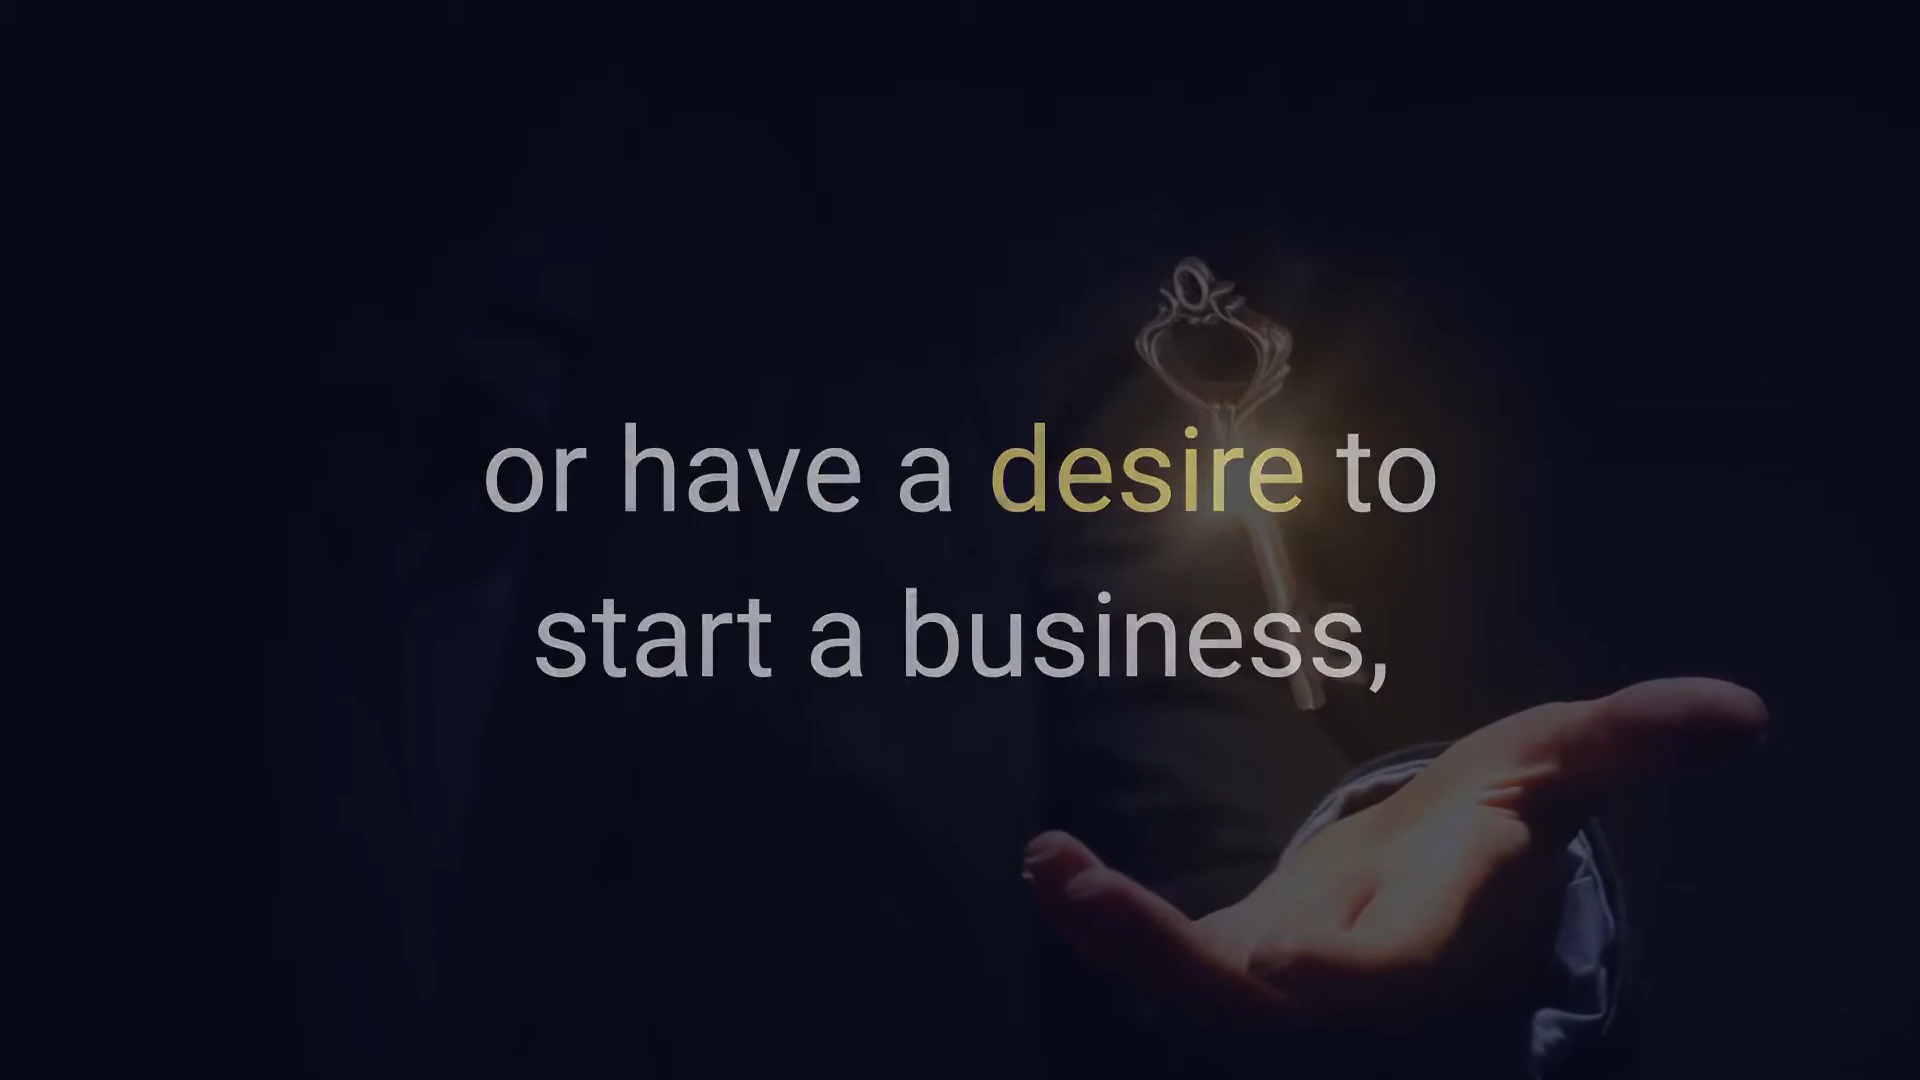 or have a desire to
start a business,